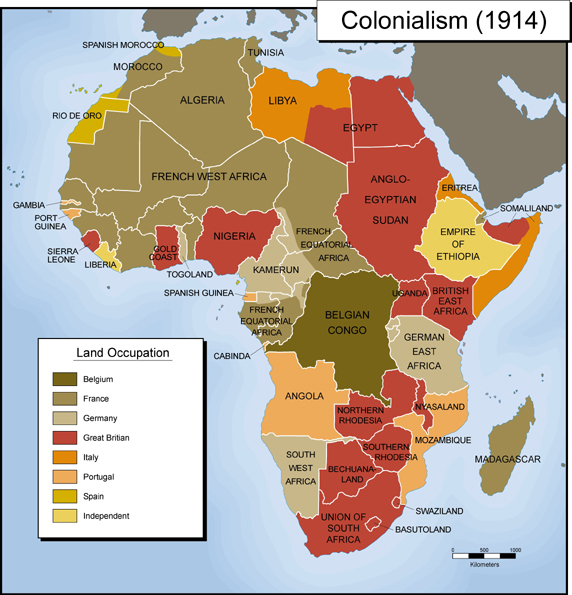 Colonialism (1914)
SPANISH MOROCCO
TUNISIA
MOROCCO
ALGERIA
LIBYA
RIO DE ORO
EGYPT
FRENCH WEST AFRICA
ANGLO-
EGYPTIAN
SUDAN
ERITREA
GAMBIA
SOMALILAND
PORT
GUINEA
NIGERIA
FRENCH
EQUATORIAL
AFRICA
EMPIRE
OF
ETHIOPIA
SIERRA
LEONE
GOLD
COAST
LIBERIA
TOGOLAND
KAMERUN
SPANISH GUINEA
UGANDA
BRITISH
EAST
AFRICA
FRENCH
EQUATORIAL
AFRICA
BELGIAN
CONGO
GERMAN
EAST
AFRICA
CABINDA
Land Occupation
Belgium
France
Germany
Great Britian
Italy
Portugal
Spain
Independent
ANGOLA
NORTHERN
RHODESIA
NYASALAND
MOZAMBIQUE
SOUTHERN
RHODESIA
SOUTH
WEST
AFRICA
BECHUANA-
LAND
MADAGASCAR
SWAZILAND
UNION OF
SOUTH
AFRICA
BASUTOLAND
0 500 1000
Kilometers